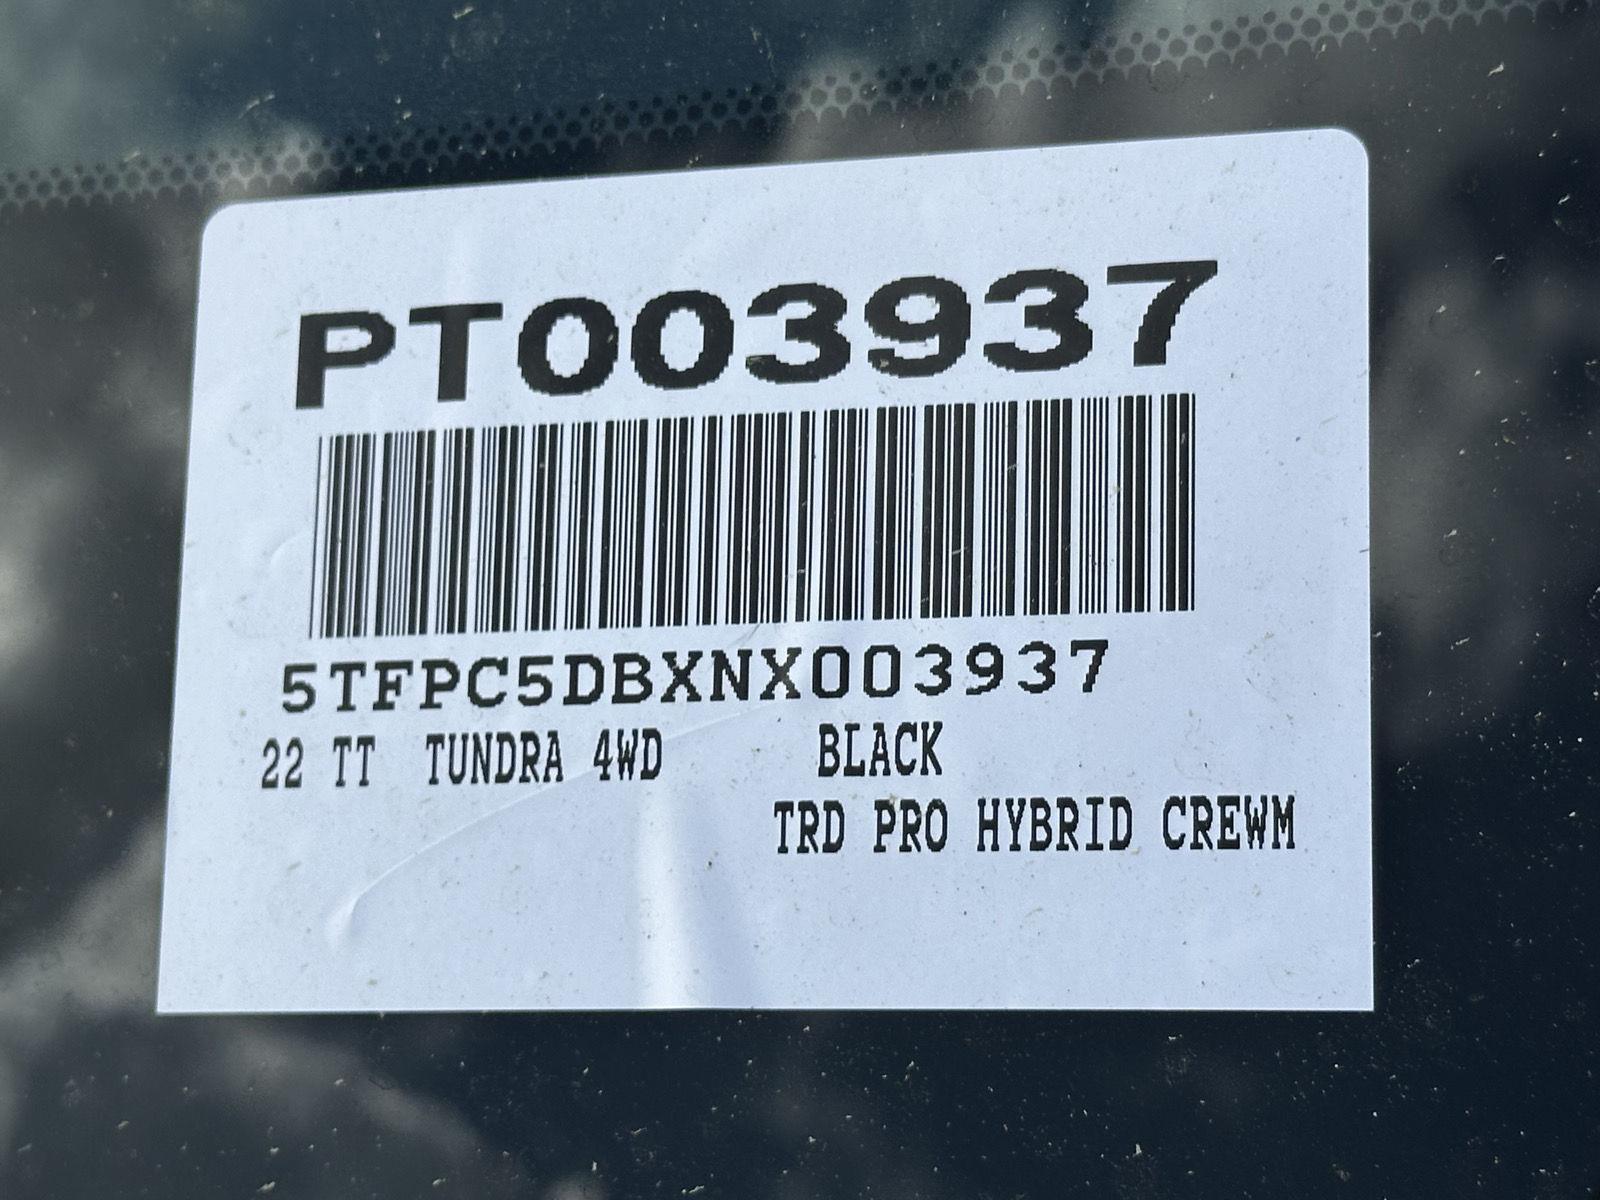 PT003937
5TFPC5DBXNX003937
22 TT TUNDRA 4WD BLACK
TRD PRO HYBRID CREWM